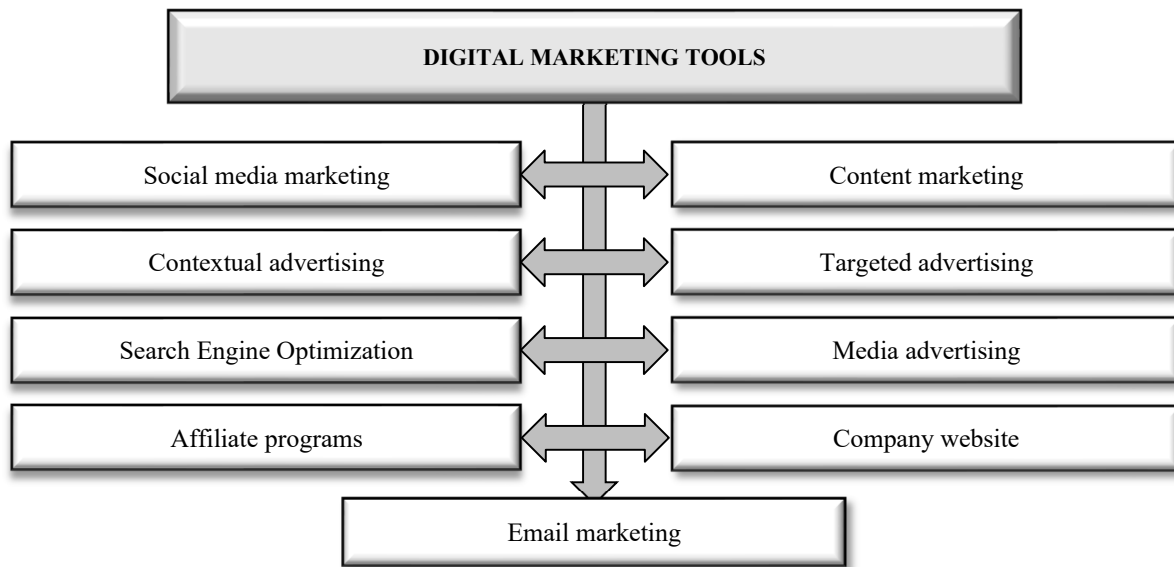 DIGITAL MARKETING TOOLS
Social media marketing
Content marketing
Contextual advertising
Targeted advertising
Search Engine Optimization
Media advertising
Affiliate programs
Company website
Email marketing